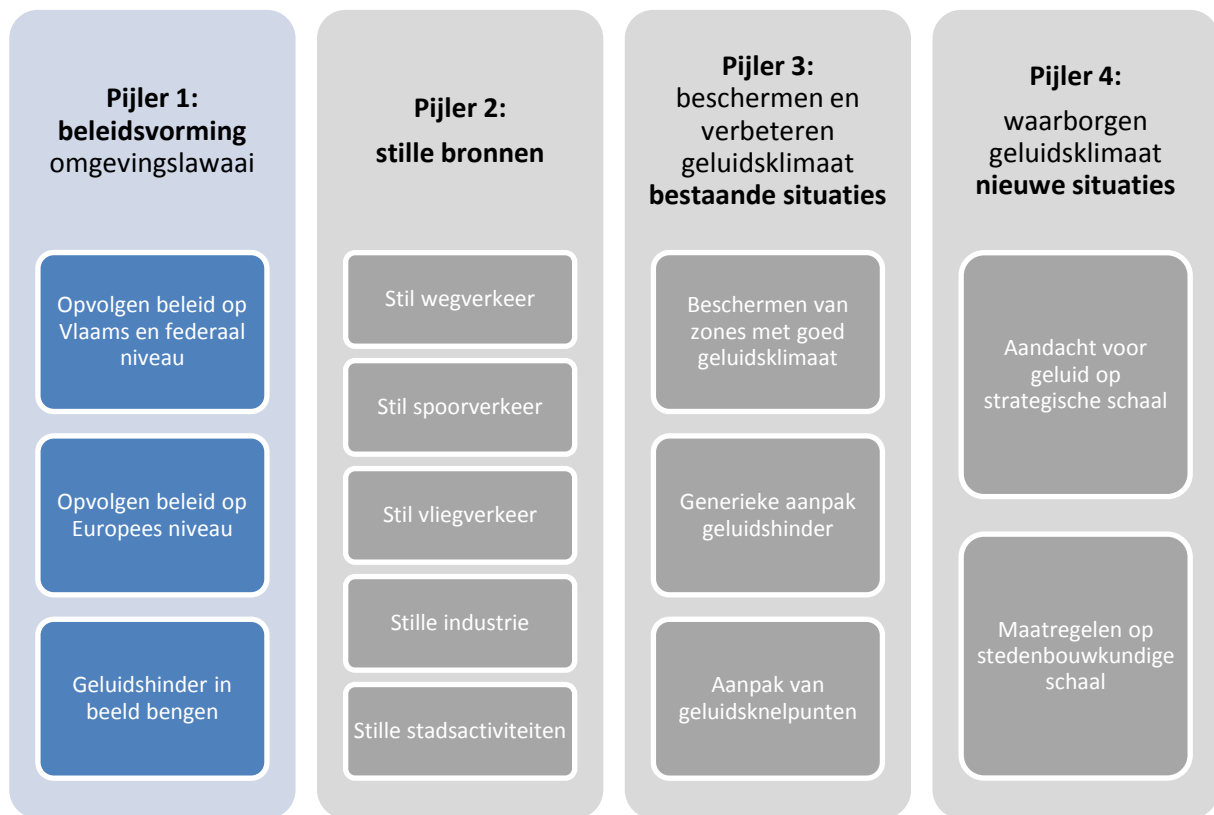 Pijler 1:
beleidsvorming
omgevingslawaai
Opvolgen beleid op
Vlaams en federaal
niveau
Opvolgen beleid op
Europees niveau
Geluidshinder in
beeld bengen
Pijler 2:
stille bronnen
Stil wegverkeer
Stil spoorverkeer
Stil vliegverkeer
Stille industrie
Stille stadsactiviteiten
Pijler 3:
beschermen en
verbeteren
geluidsklimaat
bestaande situaties
Beschermen van
zones met goed
geluidsklimaat
Generieke aanpak
geluidshinder
Aanpak van
geluidsknelpunten
Pijler 4:
waarborgen
geluidsklimaat
nieuwe situaties
Aandacht voor
geluid op
strategische schaal
Maatregelen op
stedenbouwkundige
schaal